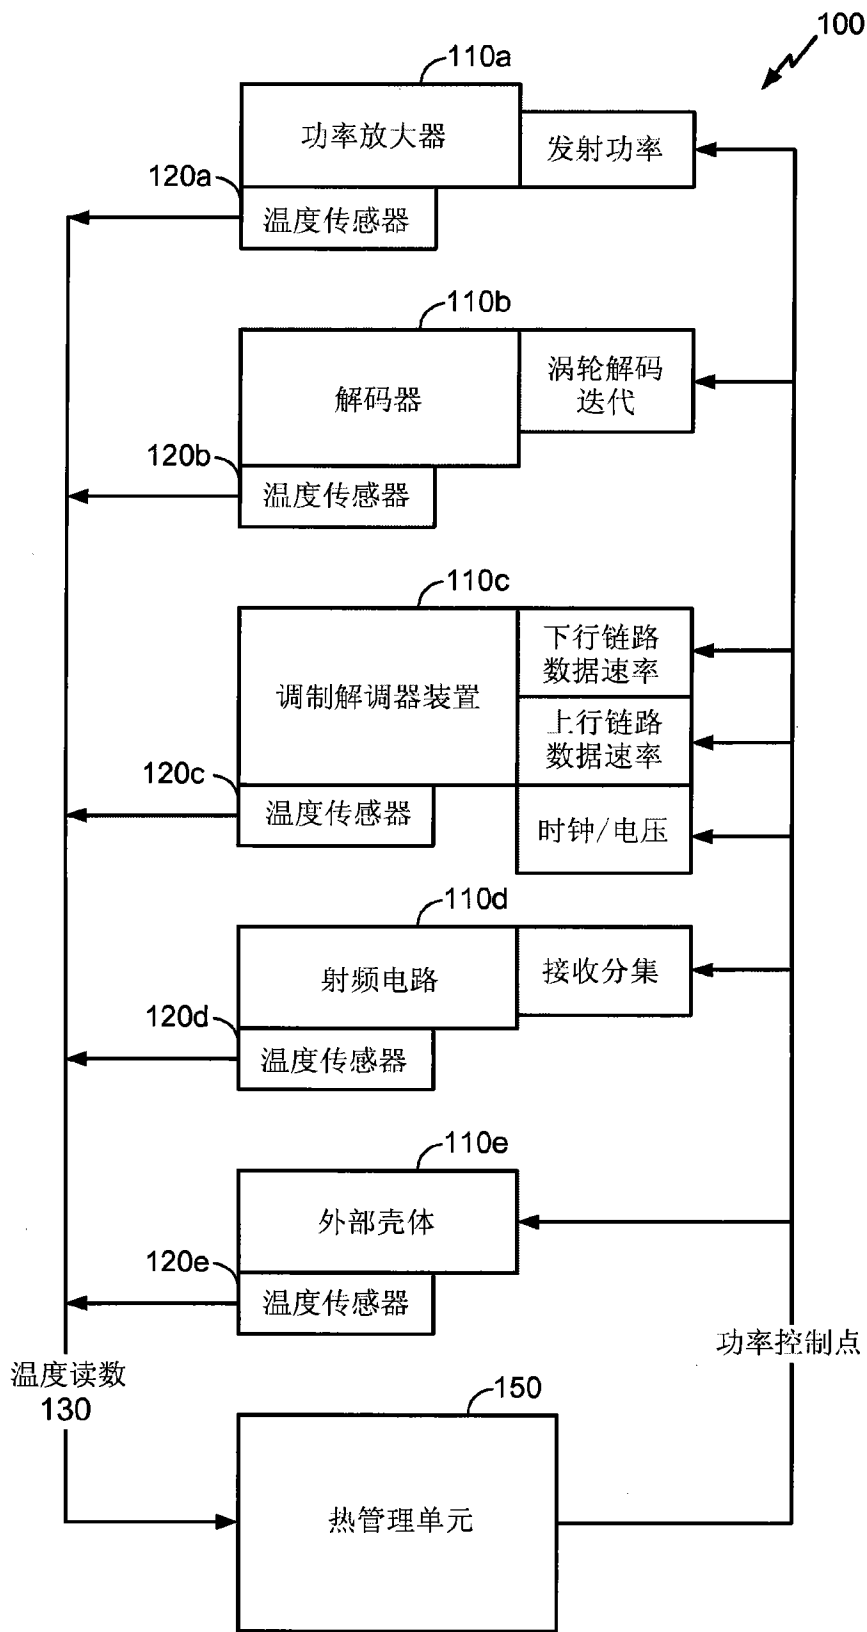 100
110a
功率放大器
发射功率
120a
温度传感器
110b
解码器
涡轮解码
迭代
120b
温度传感器
110c
调制解调器装置
下行链路
数据速率
上行链路
数据速率
时钟/电压
120c
温度传感器
110d
射频电路
接收分集
120d
温度传感器
110e
外部壳体
120e
温度传感器
温度读数
130
功率控制点
150
热管理单元